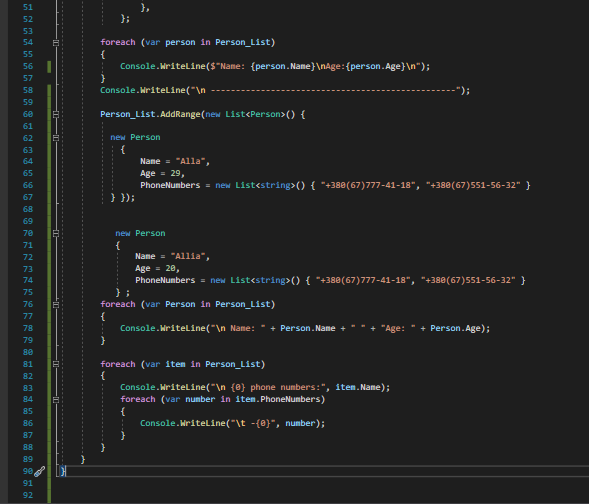 51 },
52 };
53
54 foreach (var person in Person_List)
55 {
56 Console.WriteLine($"Name: {person.Name}\nAge:{person.Age}\n");
57 }
58 Console.WriteLine("\n -------------------------------------------------");
59
60 Person_List.AddRange(new List<Person>() {
61
62 new Person
63 {
64 Name = "Alla",
65 Age = 29,
66 PhoneNumbers = new List<string>() { "+380(67)777-41-18", "+380(67)551-56-32" }
67 } });
68
69
70 new Person
71 {
72 Name = "Allia",
73 Age = 20,
74 PhoneNumbers = new List<string>() { "+380(67)777-41-18", "+380(67)551-56-32" }
75 } ;
76 foreach (var Person in Person_List)
77 {
78 Console.WriteLine("\n Name: " + Person.Name + " " + "Age: " + Person.Age);
79 }
80
81 foreach (var item in Person_List)
82 {
83 Console.WriteLine("\n {0} phone numbers:", item.Name);
84 foreach (var number in item.PhoneNumbers)
85 {
86 Console.WriteLine("\t -{0}", number);
87 }
88 }
89 }
90 }
91
92